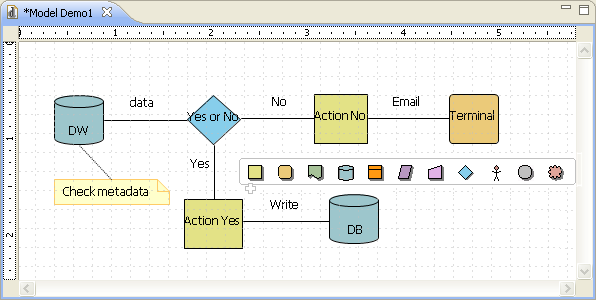 *Model Demo1
0 1 2 3 4 5
0
1
2
data
No
Email
DW
Yes or No
Action No
Terminal
Yes
Check metadata
Action Yes
Write
DB